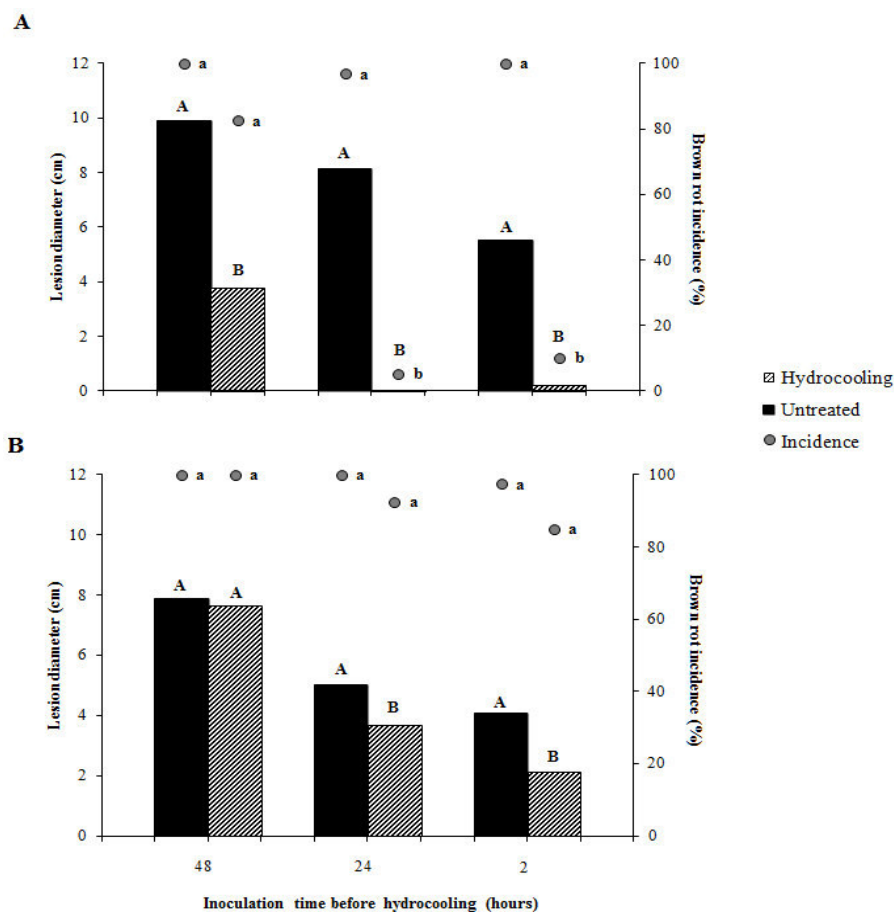 A
12
10
8
6
4
2
0
Lesion diameter (cm)
A
B
A
B
A
B
a
a
a
b
a
b
100
80
60
40
20
0
Brown rot incidence (%)
Hydrocooling
Untreated
Incidence
B
12
10
8
6
4
2
0
Lesion diameter (cm)
a
a
a
a
a
a
A
A
A
B
A
B
100
80
60
40
20
0
Brown rot incidence (%)
48
24
2
Inoculation time before hydrocooling (hours)